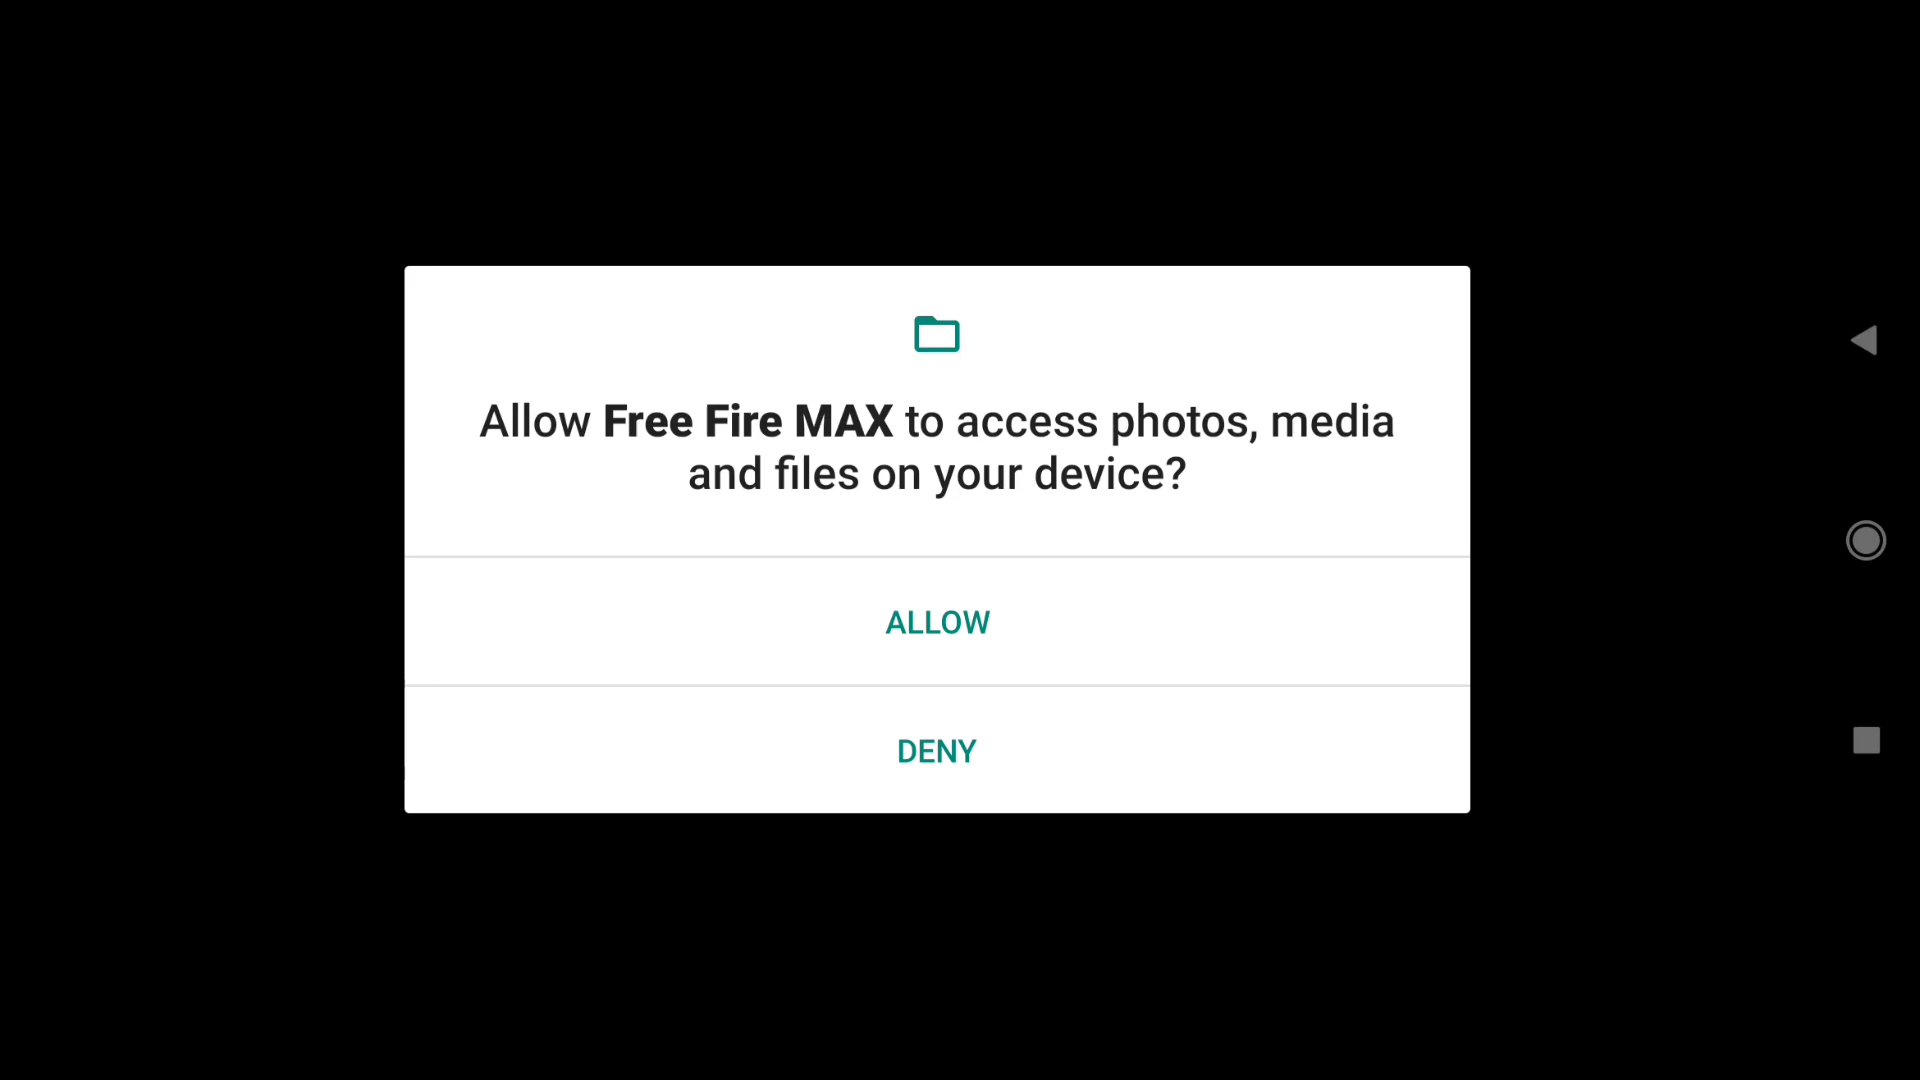 Allow Free Fire MAX to access photos, media
and files on your device?
ALLOW
DENY